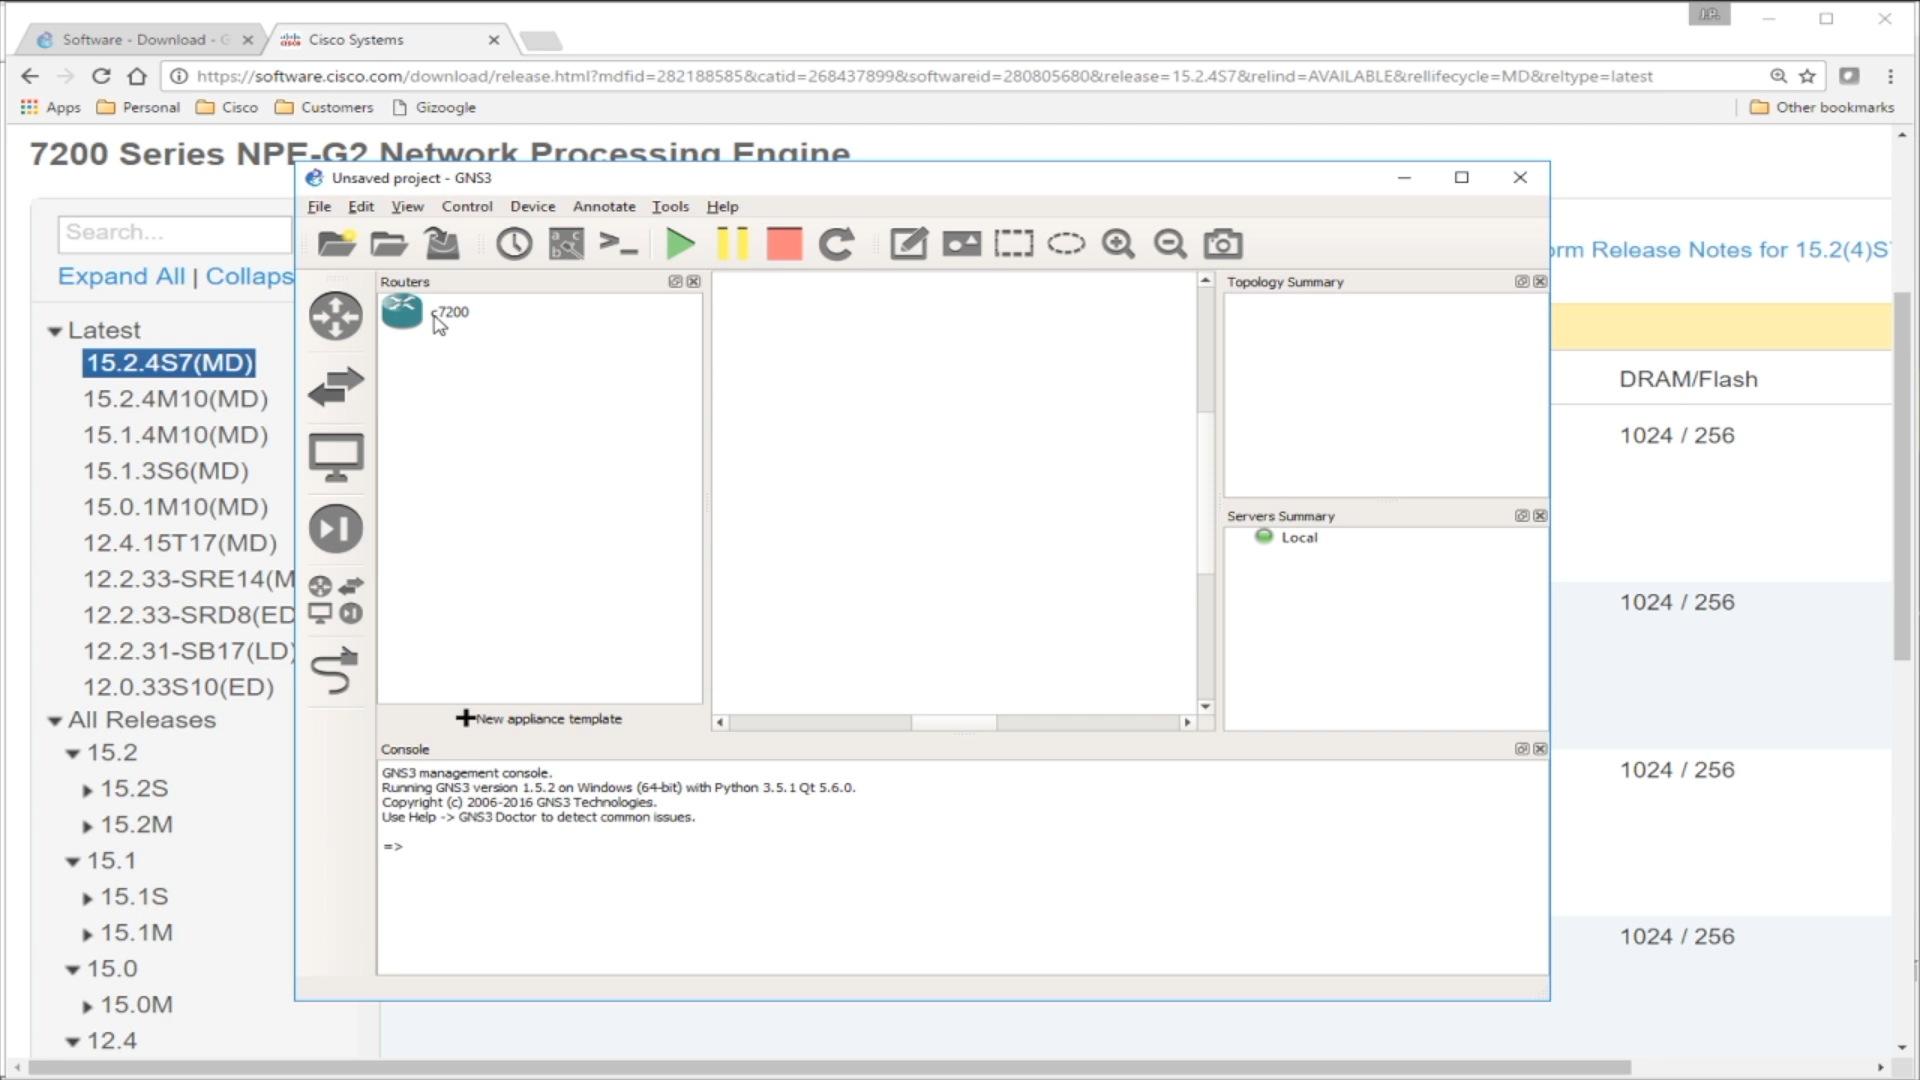 J.P.
Software - Download - G
Cisco Systems
https://software.cisco.com/download/release.html?mdfid=282188585&catid=268437899&softwareid=280805680&release=15.2.4S7&relind=AVAILABLE&rellifecycle=MD&reltype=latest
Apps Personal Cisco Customers Gizoogle Other bookmarks
7200 Series NPE-G2 Network Processing Engine
Search...
Expand All | Collaps
Latest
15.2.4S7(MD)
15.2.4M10(MD)
15.1.4M10(MD)
15.1.3S6(MD)
15.0.1M10(MD)
12.4.15T17(MD)
12.2.33-SRE14(M
12.2.33-SRD8(ED
12.2.31-SB17(LD)
12.0.33S10(ED)
All Releases
15.2
15.2S
15.2M
15.1
15.1S
15.1M
15.0
15.0M
12.4
Unsaved project - GNS3
File Edit View Control Device Annotate Tools Help
Routers
c7200
New appliance template
Topology Summary
Servers Summary
Local
Console
GNS3 management console.
Running GNS3 version 1.5.2 on Windows (64-bit) with Python 3.5.1 Qt 5.6.0.
Copyright (c) 2006-2016 GNS3 Technologies.
Use Help -> GNS3 Doctor to detect common issues.
=>
orm Release Notes for 15.2(4)S
DRAM/Flash
1024 / 256
1024 / 256
1024 / 256
1024 / 256